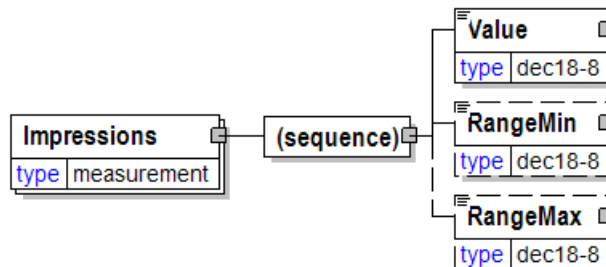 Value
type dec18-8
Impressions
type measurement
(sequence)
RangeMin
type dec18-8
RangeMax
type dec18-8